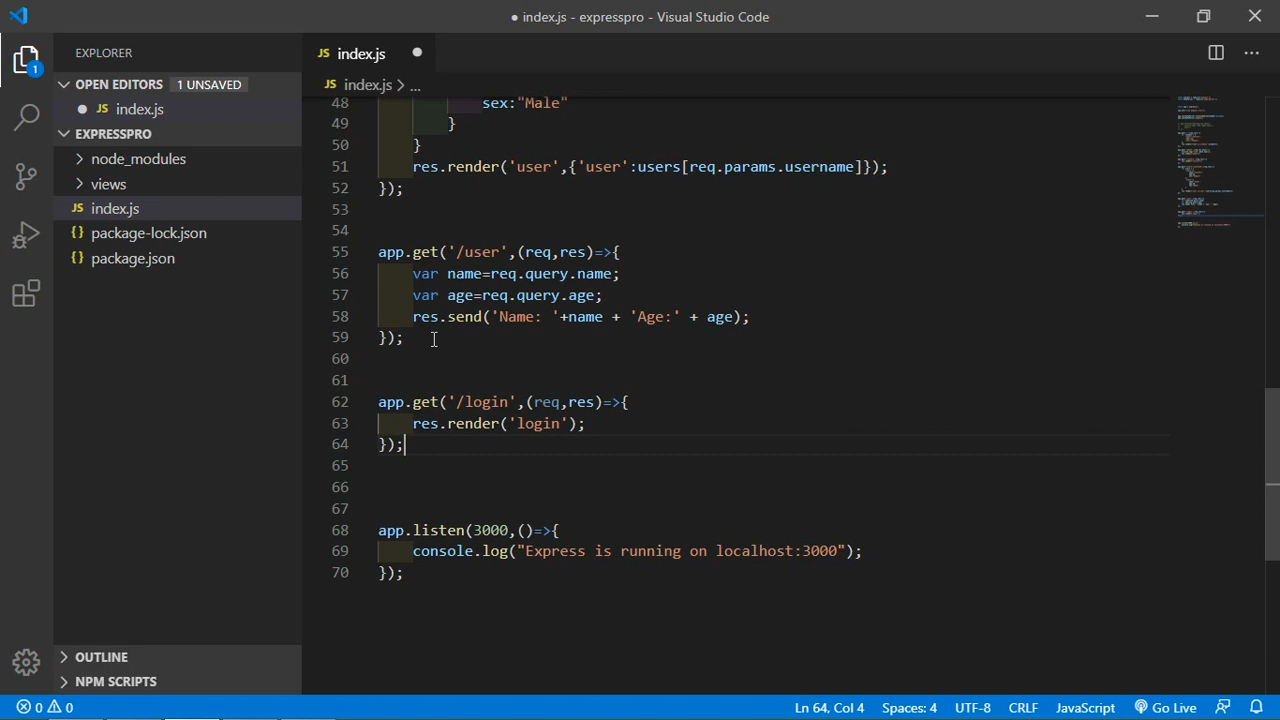 ● index.js - expresspro - Visual Studio Code
EXPLORER
JS index.js ●
1
OPEN EDITORS 1 UNSAVED
JS index.js > ...
● JS index.js
EXPRESSPRO
node_modules
views
JS index.js
{} package-lock.json
{} package.json
48 sex:"Male"
49 }
50 }
51 res.render('user',{'user':users[req.params.username]});
52 });
53
54
55 app.get('/user',(req,res)=>{
56 var name=req.query.name;
57 var age=req.query.age;
58 res.send('Name: '+name + 'Age:' + age);
59 });
60
61
62 app.get('/login',(req,res)=>{
63 res.render('login');
64 });
65
66
67
68 app.listen(3000,()=>{
69 console.log("Express is running on localhost:3000");
70 });
OUTLINE
NPM SCRIPTS
0 0 Ln 64, Col 4 Spaces: 4 UTF-8 CRLF JavaScript Go Live